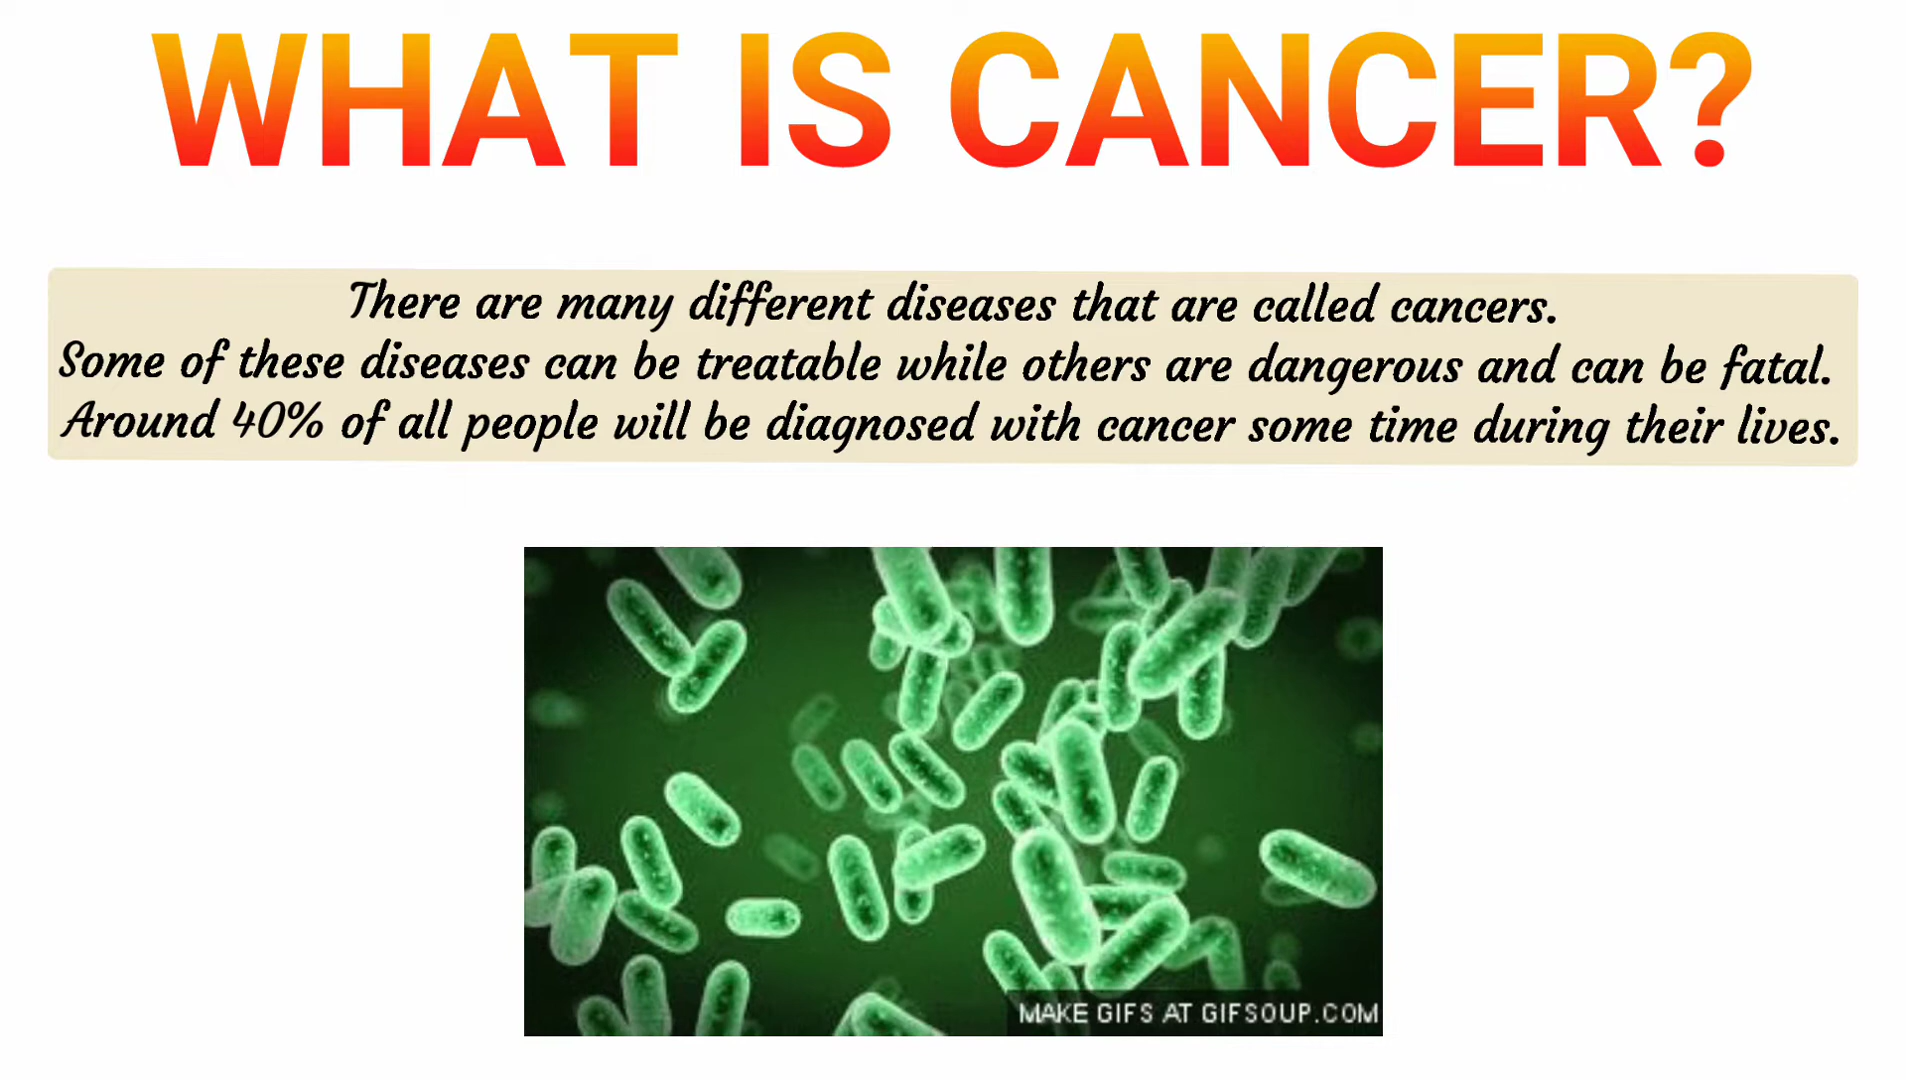 WHAT IS CANCER?
There are many different diseases that are called cancers.
Some of these diseases can be treatable while others are dangerous and can be fatal.
Around 40% of all people will be diagnosed with cancer some time during their lives.
MAKE GIFS AT GIFSOUP.COM